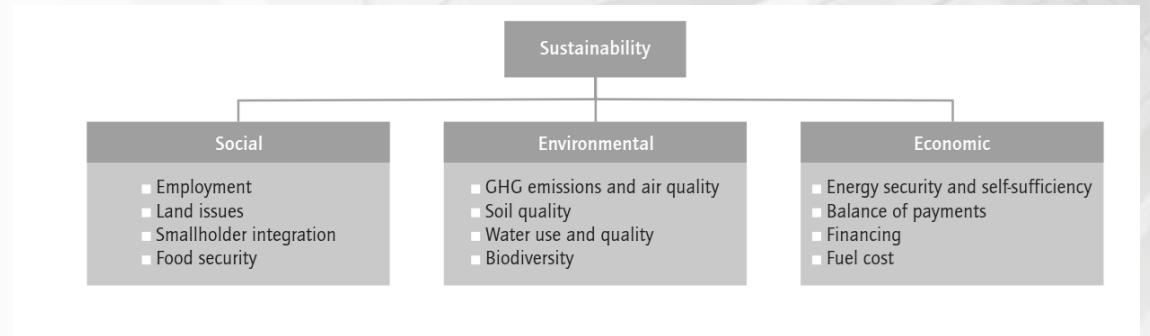 Sustainability
Social
Employment
Land issues
Smallholder integration
Food security
Environmental
GHG emissions and air quality
Soil quality
Water use and quality
Biodiversity
Economic
Energy security and self-sufficiency
Balance of payments
Financing
Fuel cost